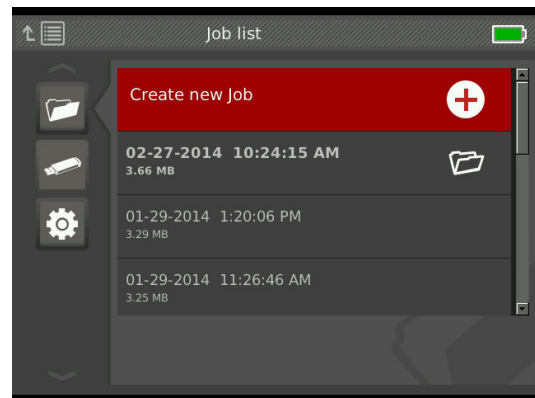 Job list
Create new Job
02-27-2014 10:24:15 AM
3.66 MB
01-29-2014 1:20:06 PM
3.29 MB
01-29-2014 11:26:46 AM
3.25 MB